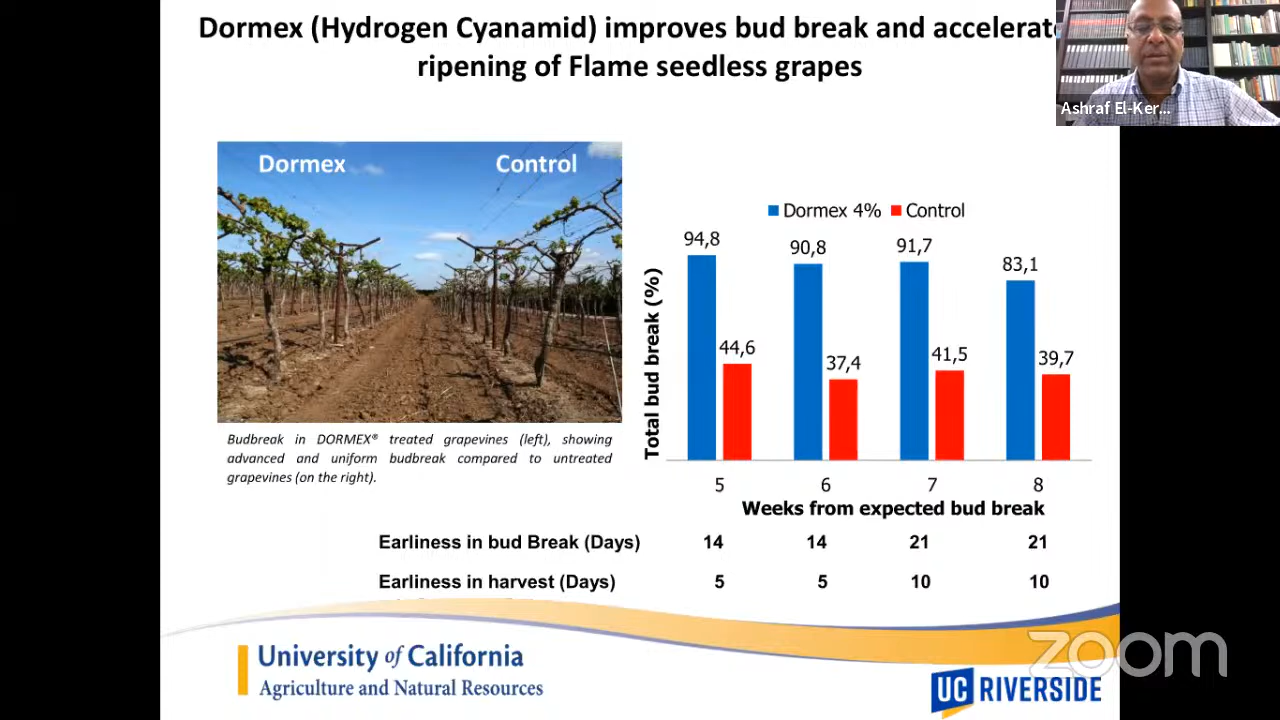 Dormex (Hydrogen Cyanamid) improves bud break and accelerate
ripening of Flame seedless grapes
Ashraf El-Ker...
Dormex
Control
Budbreak in DORMEX® treated grapevines (left), showing
advanced and uniform budbreak compared to untreated
grapevines (on the right).
Dormex 4%
Control
Total bud break (%)
94,8
44,6
90,8
37,4
91,7
41,5
83,1
39,7
5 6 7 8
Weeks from expected bud break
Earliness in bud Break (Days) 14 14 21 21
Earliness in harvest (Days) 5 5 10 10
University of California
Agriculture and Natural Resources
UC RIVERSIDE
zoom